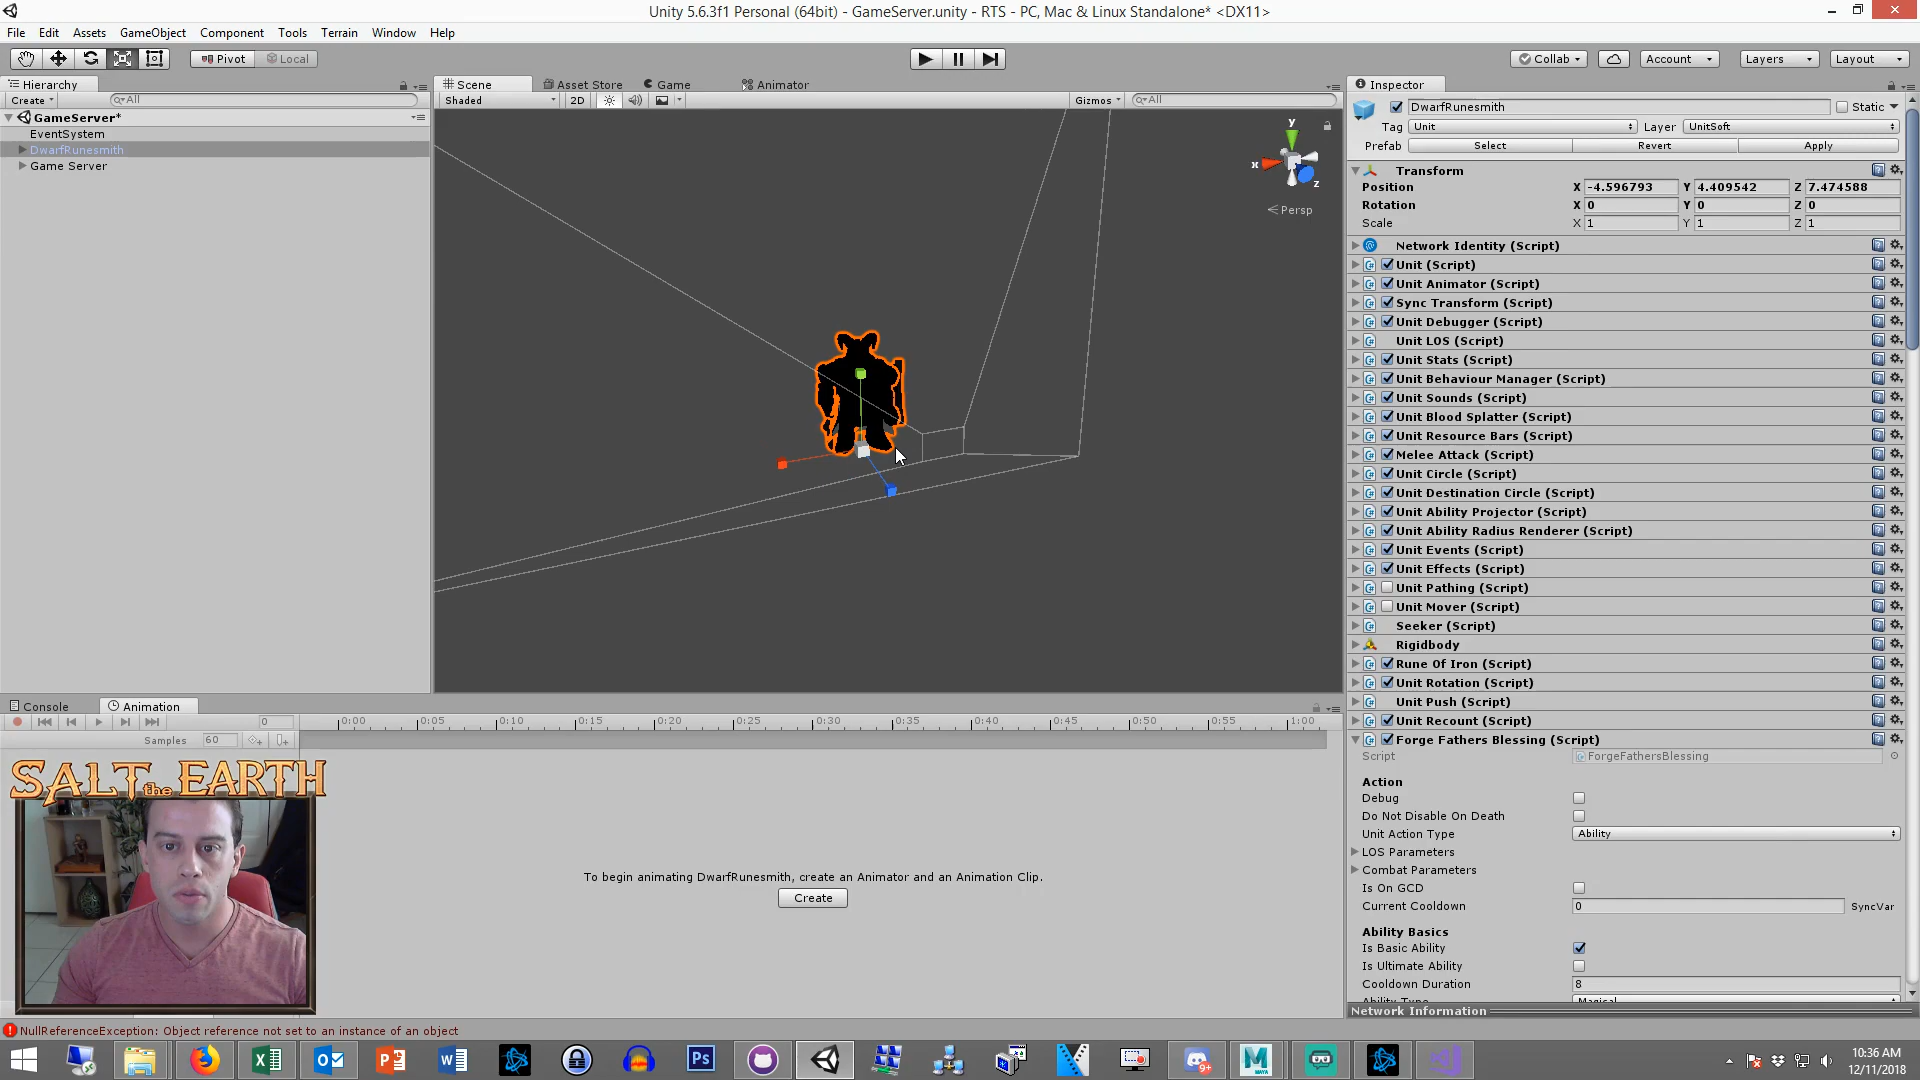 Unity 5.6.3f1 Personal (64bit) - GameServer.unity - RTS - PC, Mac & Linux Standalone* <DX11>
File Edit Assets GameObject Component Tools Terrain Window Help
Pivot Local Collab Account Layers Layout
Hierarchy Scene Asset Store Game Animator Inspector
Create All Shaded 2D Gizmos All
DwarfRunesmith Static
Tag Unit Layer UnitSoft
Prefab Select Revert Apply
GameServer*
EventSystem
DwarfRunesmith
Game Server
y
x
z
Persp
Transform
Position X -4.596793 Y 4.409542 Z 7.474588
Rotation X 0 Y 0 Z 0
Scale X 1 Y 1 Z 1
Network Identity (Script)
Unit (Script)
Unit Animator (Script)
Sync Transform (Script)
Unit Debugger (Script)
Unit LOS (Script)
Unit Stats (Script)
Unit Behaviour Manager (Script)
Unit Sounds (Script)
Unit Blood Splatter (Script)
Unit Resource Bars (Script)
Melee Attack (Script)
Unit Circle (Script)
Unit Destination Circle (Script)
Unit Ability Projector (Script)
Unit Ability Radius Renderer (Script)
Unit Events (Script)
Unit Effects (Script)
Unit Pathing (Script)
Unit Mover (Script)
Seeker (Script)
Rigidbody
Rune Of Iron (Script)
Unit Rotation (Script)
Unit Push (Script)
Unit Recount (Script)
Forge Fathers Blessing (Script)
Script ForgeFathersBlessing
Action
Debug
Do Not Disable On Death
Unit Action Type Ability
LOS Parameters
Combat Parameters
Is On GCD
Current Cooldown 0 SyncVar
Ability Basics
Is Basic Ability
Is Ultimate Ability
Cooldown Duration 8
Ability Type Magical
Network Information
Console Animation
0 0:00 0:05 0:10 0:15 0:20 0:25 0:30 0:35 0:40 0:45 0:50 0:55 1:00
Samples 60
SALT the EARTH
To begin animating DwarfRunesmith, create an Animator and an Animation Clip.
Create
NullReferenceException: Object reference not set to an instance of an object
Ps
9+
MAYA
10:36 AM
12/11/2018